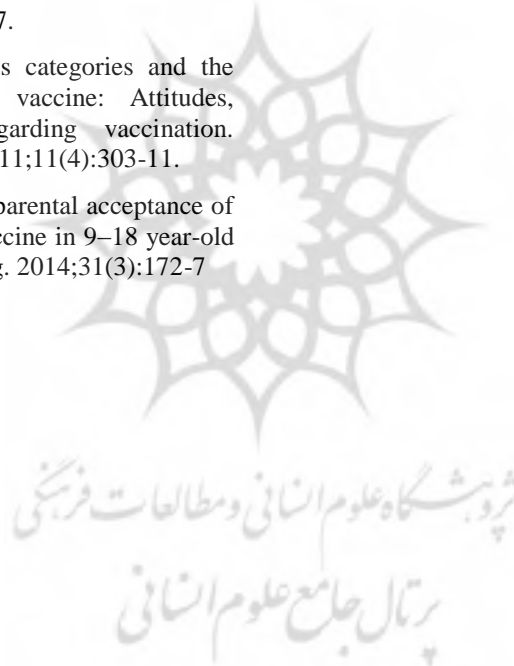 7.
s categories and the
vaccine: Attitudes,
garding vaccination.
11;11(4):303-11.
parental acceptance of
ccine in 9–18 year-old
g. 2014;31(3):172-7
پژوهشگاه علوم انسانی و مطالعات فرهنگی
پرتال جامع علوم انسانی